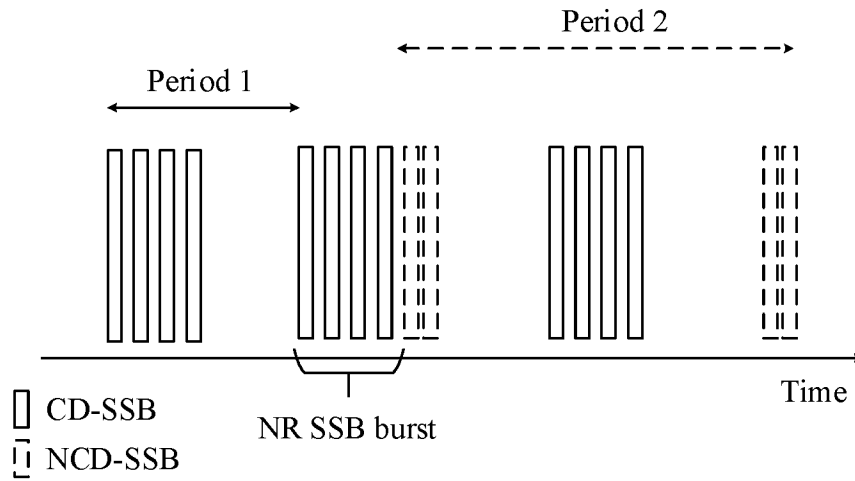 Period 2
Period 1
Time
CD-SSB
NR SSB burst
NCD-SSB